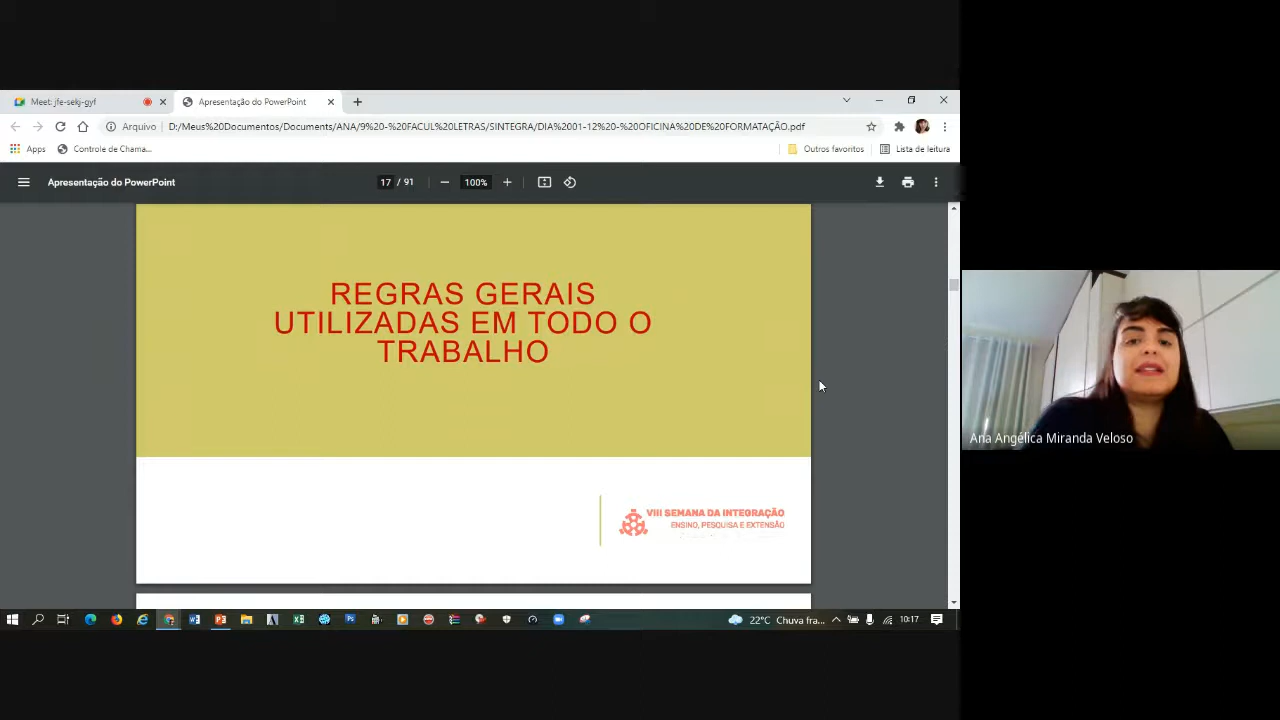 Meet: jfe-sekj-gyf
Apresentação do PowerPoint
Arquivo
D:/Meus%20Documentos/Documents/ANA/9%20-%20FACUL%20LETRAS/SINTEGRA/DIA%2001-12%20-%20OFICINA%20DE%20FORMATAÇÃO.pdf
Apps
Controle de Chama...
Outros favoritos
Lista de leitura
Apresentação do PowerPoint
17 / 91
100%
REGRAS GERAIS
UTILIZADAS EM TODO O
TRABALHO
VIII SEMANA DA INTEGRAÇÃO
ENSINO, PESQUISA E EXTENSÃO
Ana Angélica Miranda Veloso
22°C Chuva fra...
10:17